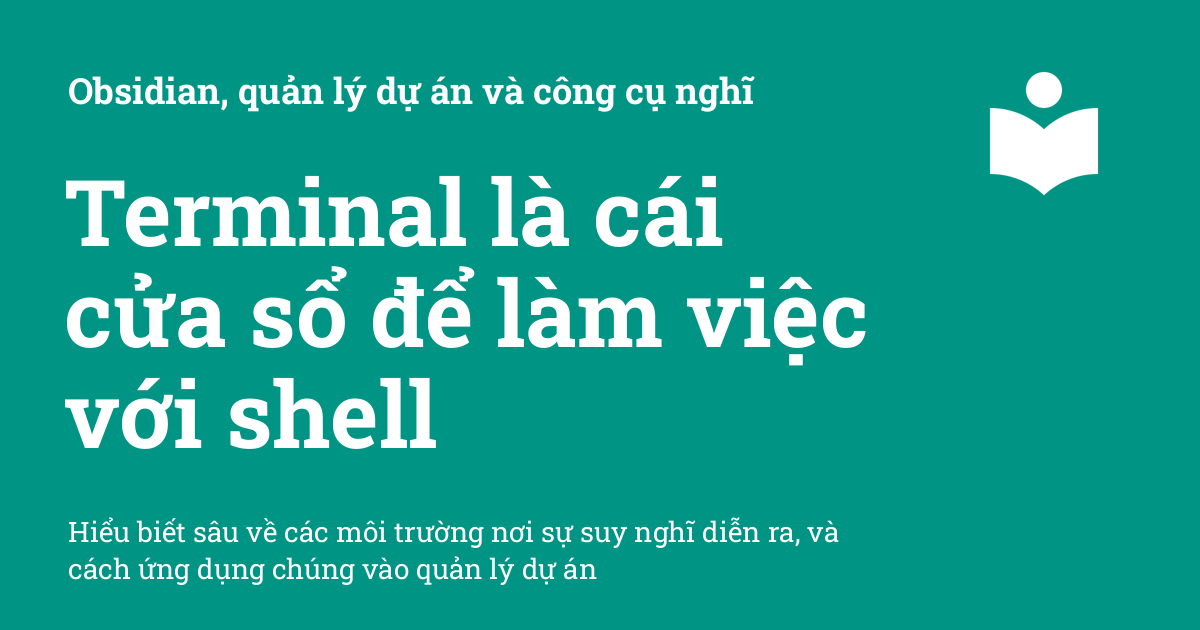 Obsidian, quản lý dự án và công cụ nghĩ
Terminal là cái
cửa sổ để làm việc
với shell
Hiểu biết sâu về các môi trường nơi sự suy nghĩ diễn ra, và
cách ứng dụng chúng vào quản lý dự án